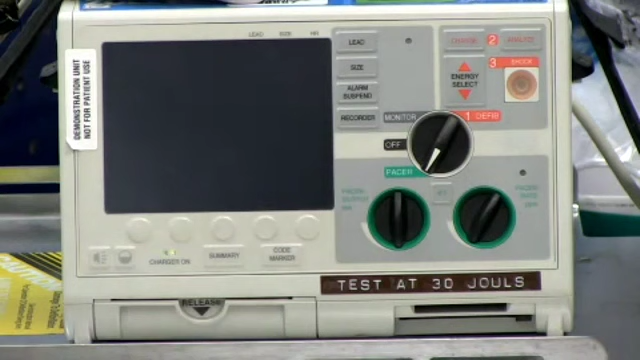 LEAD SIZE HR
DEMONSTRATION UNIT
NOT FOR PATIENT USE
LEAD
SIZE
ALARM
SUSPEND
RECORDER
CHARGE 2 ANALYZE
3 SHOCK
ENERGY
SELECT
MONITOR
1 DEFIB
OFF
PACER
PACER
OUTPUT
mA
4:1
PACER
RATE
PPM
CHARGER ON
SUMMARY
CODE
MARKER
TEST AT 30 JOULS
RELEASE